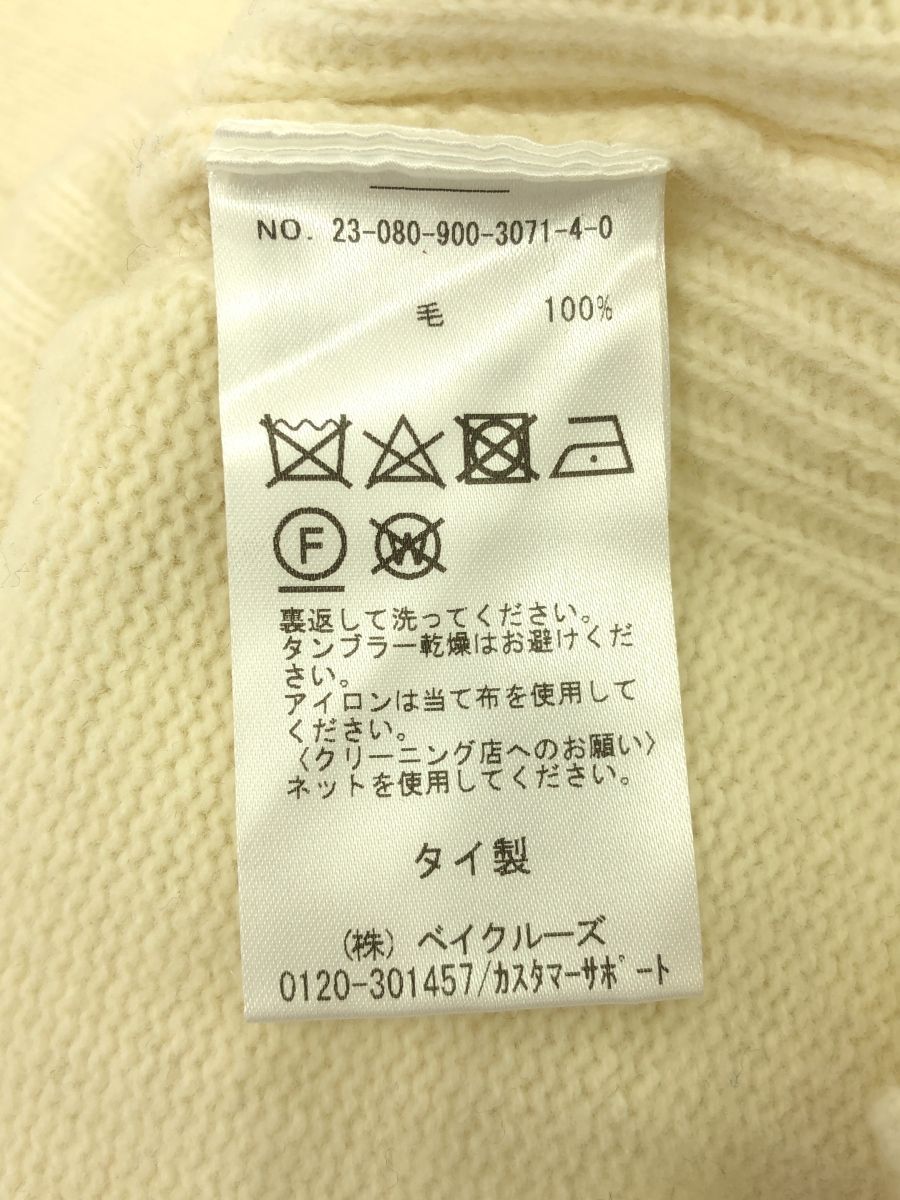 NO. 23-080-900-3071-4-0
毛 100%
F W
裏返して洗ってください。
タンブラー乾燥はお避けくだ
さい。
アイロンは当て布を使用して
ください。
〈クリーニング店へのお願い〉
ネットを使用してください。
タイ製
(株) ベイクルーズ
0120-301457/ｶｽﾀﾏｰｻﾎﾟｰﾄ